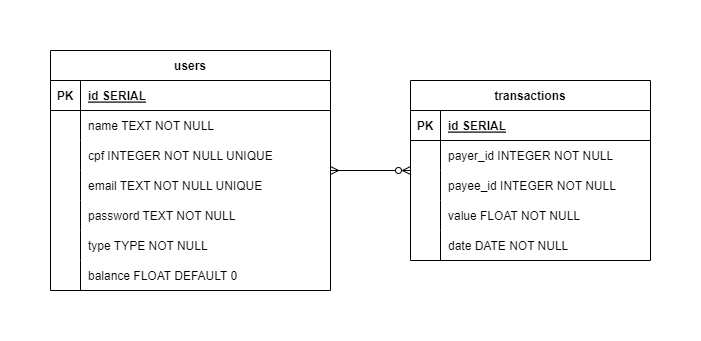 users
PK id SERIAL
name TEXT NOT NULL
cpf INTEGER NOT NULL UNIQUE
email TEXT NOT NULL UNIQUE
password TEXT NOT NULL
type TYPE NOT NULL
balance FLOAT DEFAULT 0
transactions
PK id SERIAL
payer_id INTEGER NOT NULL
payee_id INTEGER NOT NULL
value FLOAT NOT NULL
date DATE NOT NULL